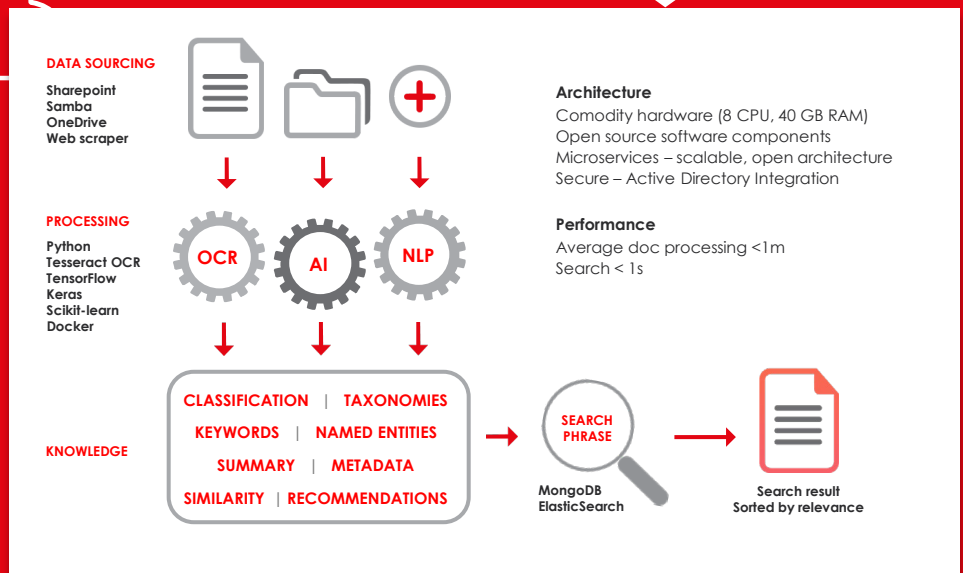 DATA SOURCING
Sharepoint
Samba
OneDrive
Web scraper
Architecture
Comodity hardware (8 CPU, 40 GB RAM)
Open source software components
Microservices – scalable, open architecture
Secure – Active Directory Integration
Performance
Average doc processing <1m
Search < 1s
PROCESSING
Python
Tesseract OCR
TensorFlow
Keras
Scikit-learn
Docker
OCR
AI
NLP
KNOWLEDGE
CLASSIFICATION | TAXONOMIES
KEYWORDS | NAMED ENTITIES
SUMMARY | METADATA
SIMILARITY | RECOMMENDATIONS
SEARCH
PHRASE
MongoDB
ElasticSearch
Search result
Sorted by relevance